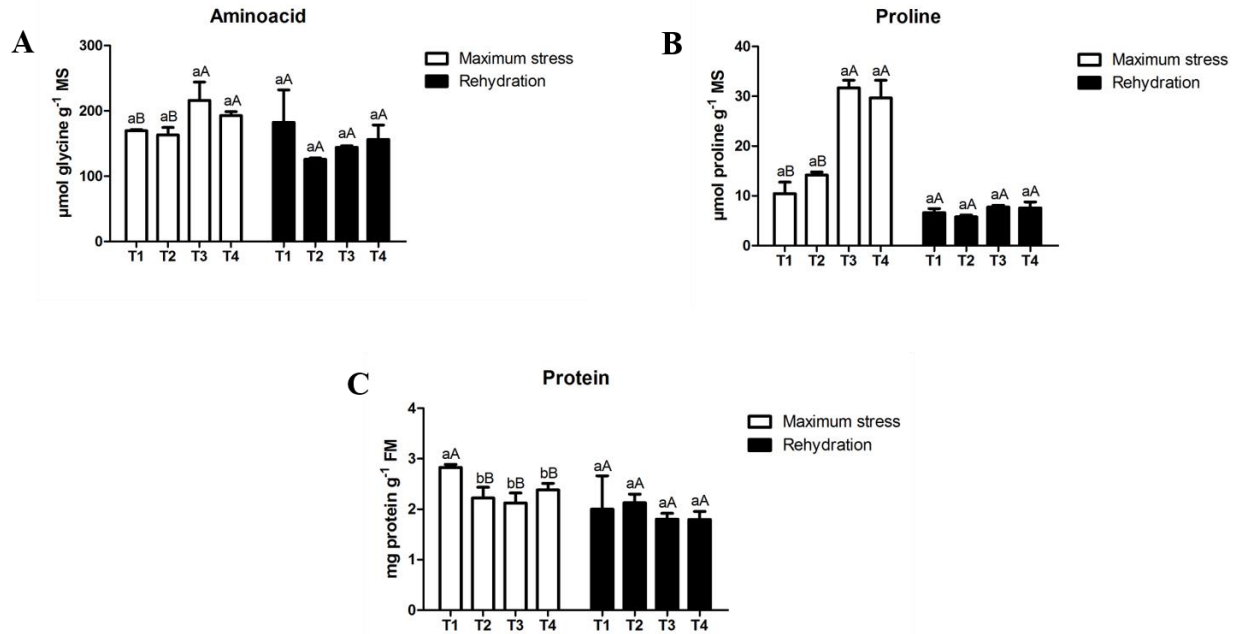 A
Aminoacid
µmol glycine g⁻¹ MS
300
200
100
0
aB aB aA aA aA aA aA aA
T1 T2 T3 T4 T1 T2 T3 T4
Maximum stress
Rehydration
B
Proline
µmol proline g⁻¹ MS
40
30
20
10
0
aB aB aA aA aA aA aA aA
T1 T2 T3 T4 T1 T2 T3 T4
Maximum stress
Rehydration
C
Protein
mg protein g⁻¹ FM
4
3
2
1
0
aA bB bB bB aA aA aA aA
T1 T2 T3 T4 T1 T2 T3 T4
Maximum stress
Rehydration